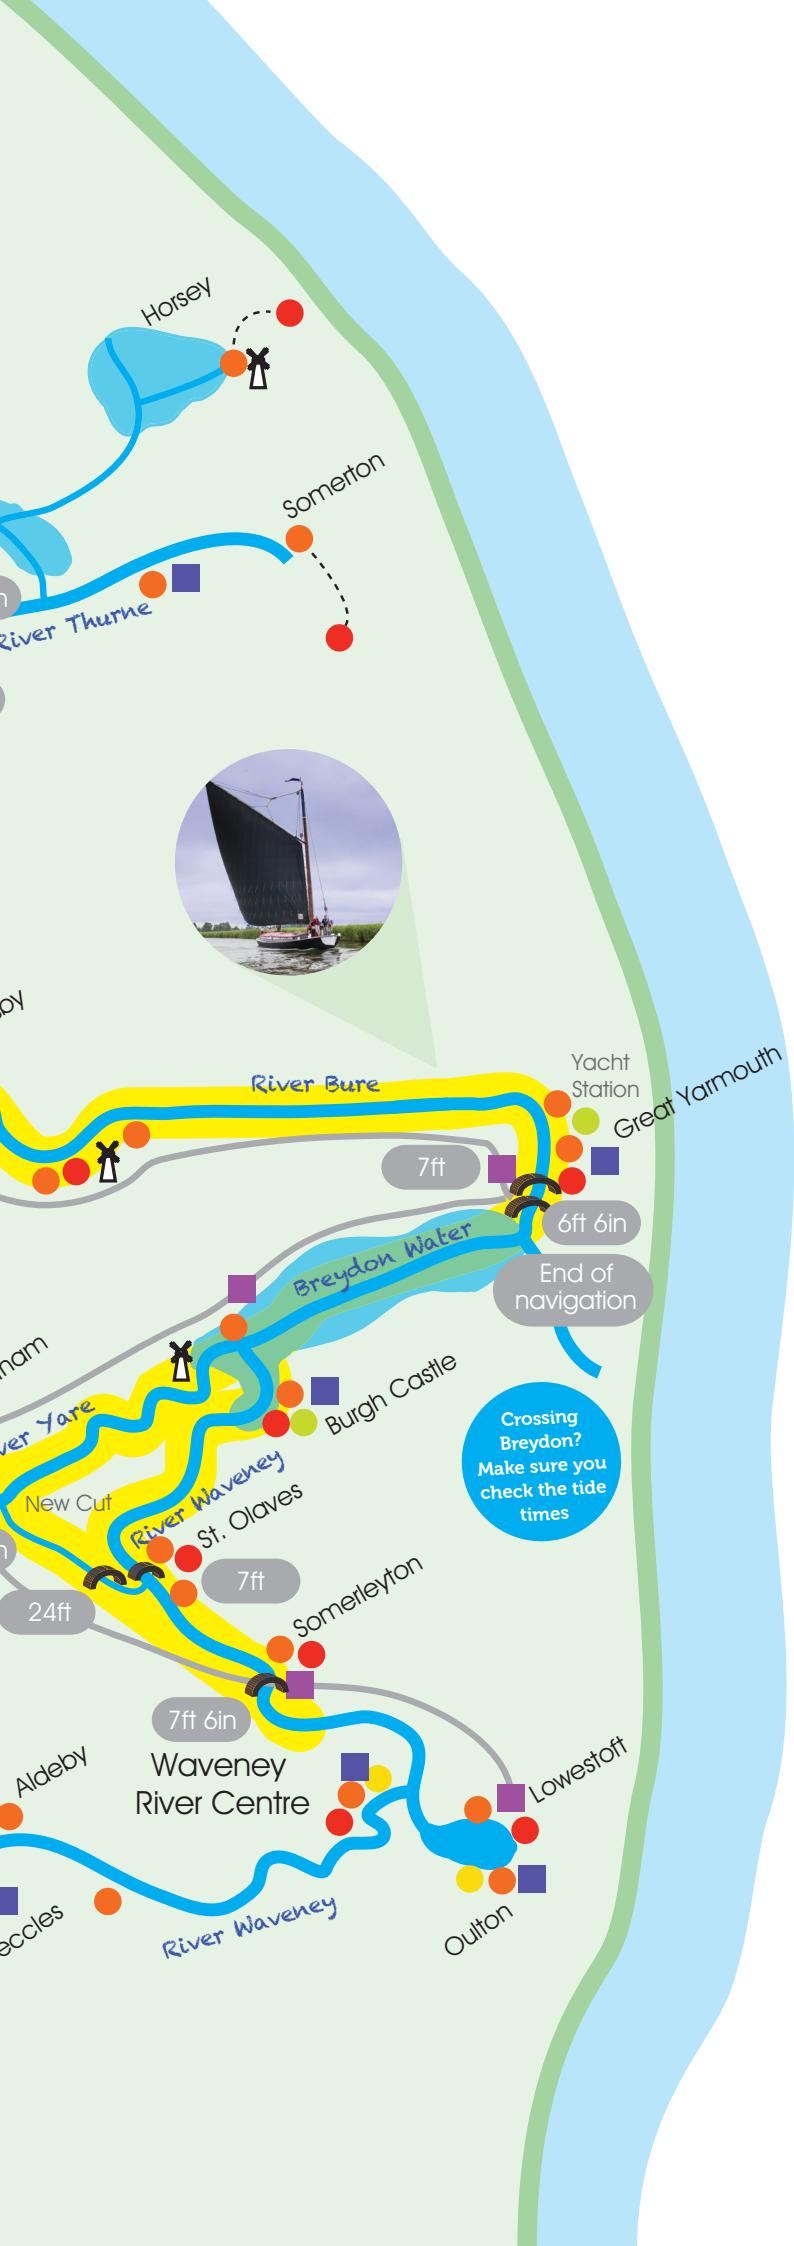 Horsey
Somerton
River Thurne
River Bure
Yacht
Station
Great Yarmouth
7ft
6ft 6in
Breydon Water
End of
navigation
Burgh Castle
Crossing
Breydon?
Make sure you
check the tide
times
Yare
New Cut
River Waveney
St. Olaves
7ft
24ft
Somerleyton
7ft 6in
Waveney
River Centre
Aldeby
Lowestoft
River Waveney
Oulton